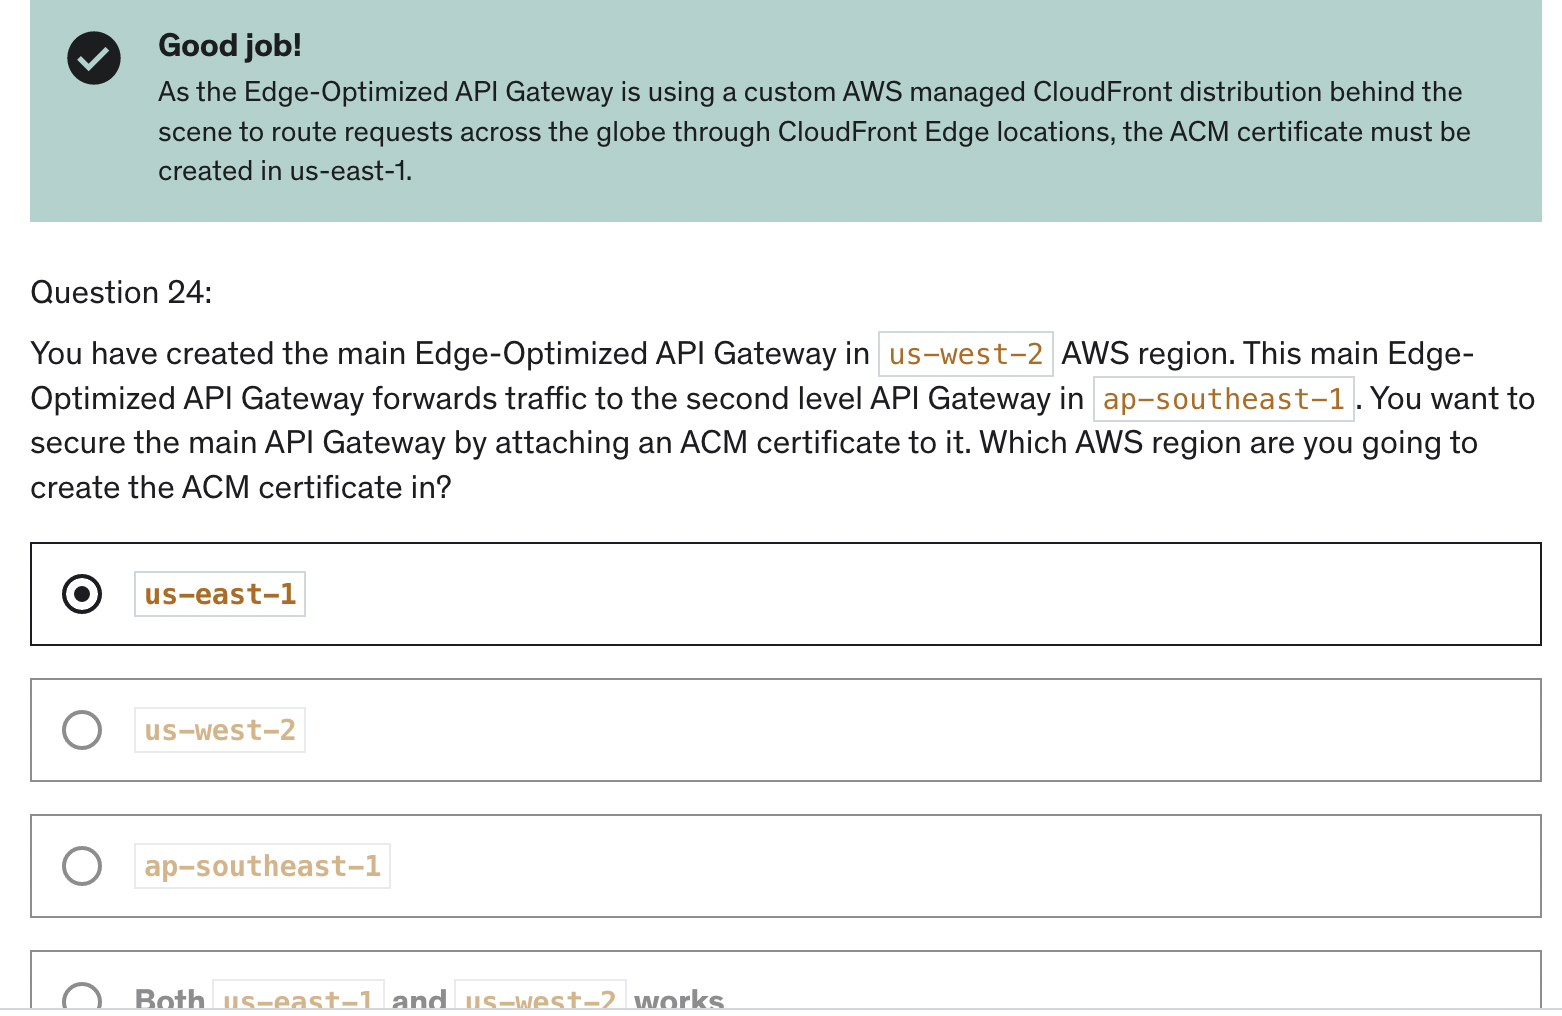 Good job!
As the Edge-Optimized API Gateway is using a custom AWS managed CloudFront distribution behind the
scene to route requests across the globe through CloudFront Edge locations, the ACM certificate must be
created in us-east-1.
Question 24:
You have created the main Edge-Optimized API Gateway in us-west-2 AWS region. This main Edge-
Optimized API Gateway forwards traffic to the second level API Gateway in ap-southeast-1. You want to
secure the main API Gateway by attaching an ACM certificate to it. Which AWS region are you going to
create the ACM certificate in?
us-east-1
us-west-2
ap-southeast-1
Both us-east-1 and us-west-2 works